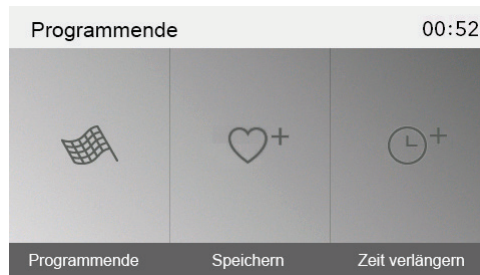 Programmende
00:52
Programmende
Speichern
Zeit verlängern